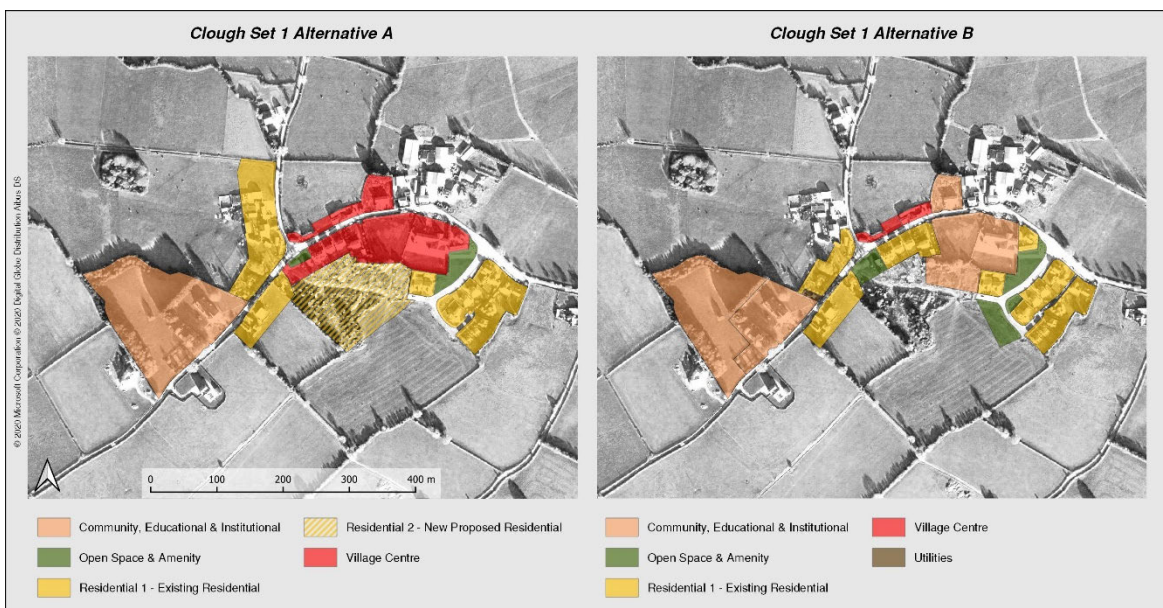 Clough Set 1 Alternative A
Clough Set 1 Alternative B
© 2020 Microsoft Corporation © 2020 Digital Globe Distribution Aibus DS
0 100 200 300 400 m
Community, Educational & Institutional
Residential 2 - New Proposed Residential
Open Space & Amenity
Village Centre
Residential 1 - Existing Residential
Community, Educational & Institutional
Village Centre
Open Space & Amenity
Utilities
Residential 1 - Existing Residential